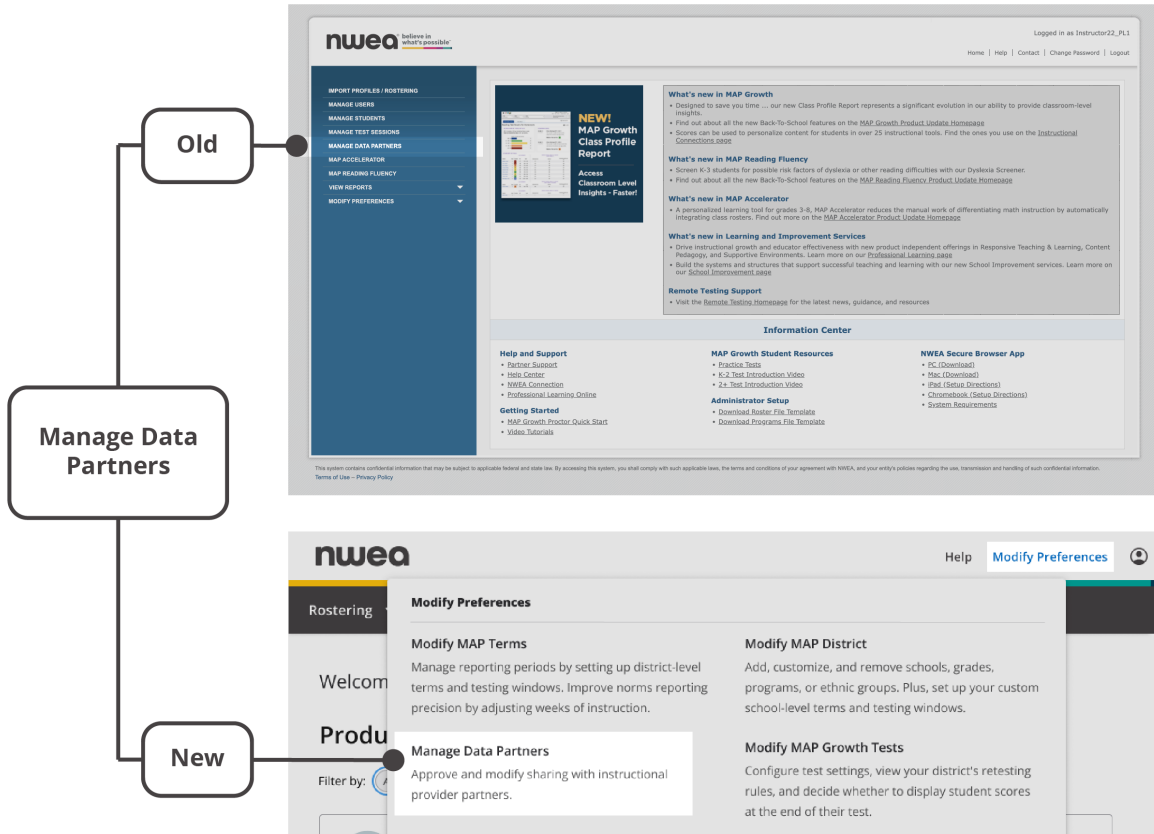 Old
Manage Data
Partners
New
nwea believe in
what's possible®
Logged in as Instructor22_PL1
Home | Help | Contact | Change Password | Logout
IMPORT PROFILES / ROSTERING
MANAGE USERS
MANAGE STUDENTS
MANAGE TEST SESSIONS
MANAGE DATA PARTNERS
MAP ACCELERATOR
MAP READING FLUENCY
VIEW REPORTS
MODIFY PREFERENCES
NEW!
MAP Growth
Class Profile
Report
Access
Classroom Level
Insights - Faster!
What's new in MAP Growth
• Designed to save you time ... our new Class Profile Report represents a significant evolution in our ability to provide classroom-level
insights.
• Find out about all the new Back-To-School features on the MAP Growth Product Update Homepage
• Scores can be used to personalize content for students in over 25 instructional tools. Find the ones you use on the Instructional
Connections page
What's new in MAP Reading Fluency
• Screen K-3 students for possible risk factors of dyslexia or other reading difficulties with our Dyslexia Screener.
• Find out about all the new Back-To-School features on the MAP Reading Fluency Product Update Homepage
What's new in MAP Accelerator
• A personalized learning tool for grades 3-8, MAP Accelerator reduces the manual work of differentiating math instruction by automatically
integrating class rosters. Find out more on the MAP Accelerator Product Update Homepage
What's new in Learning and Improvement Services
• Drive instructional growth and educator effectiveness with new product independent offerings in Responsive Teaching & Learning, Content
Pedagogy, and Supportive Environments. Learn more on our Professional Learning page
• Build the systems and structures that support successful teaching and learning with our new School Improvement services. Learn more on
our School Improvement page
Remote Testing Support
• Visit the Remote Testing Homepage for the latest news, guidance, and resources
Information Center
Help and Support
• Partner Support
• Help Center
• NWEA Connection
• Professional Learning Online
Getting Started
• MAP Growth Proctor Quick Start
• Video Tutorials
MAP Growth Student Resources
• Practice Tests
• K-2 Test Introduction Video
• 2+ Test Introduction Video
Administrator Setup
• Download Roster File Template
• Download Programs File Template
NWEA Secure Browser App
• PC (Download)
• Mac (Download)
• iPad (Setup Directions)
• Chromebook (Setup Directions)
• System Requirements
This system contains confidential information that may be subject to applicable federal and state law. By accessing this system, you shall comply with such applicable laws, the terms and conditions of your agreement with NWEA, and your entity's policies regarding the use, transmission and handling of such confidential information.
Terms of Use – Privacy Policy
nwea
Help Modify Preferences
Rostering
Modify Preferences
Modify MAP Terms
Manage reporting periods by setting up district-level
terms and testing windows. Improve norms reporting
precision by adjusting weeks of instruction.
Modify MAP District
Add, customize, and remove schools, grades,
programs, or ethnic groups. Plus, set up your custom
school-level terms and testing windows.
Welcom
Produ
Filter by: A
Manage Data Partners
Approve and modify sharing with instructional
provider partners.
Modify MAP Growth Tests
Configure test settings, view your district's retesting
rules, and decide whether to display student scores
at the end of their test.